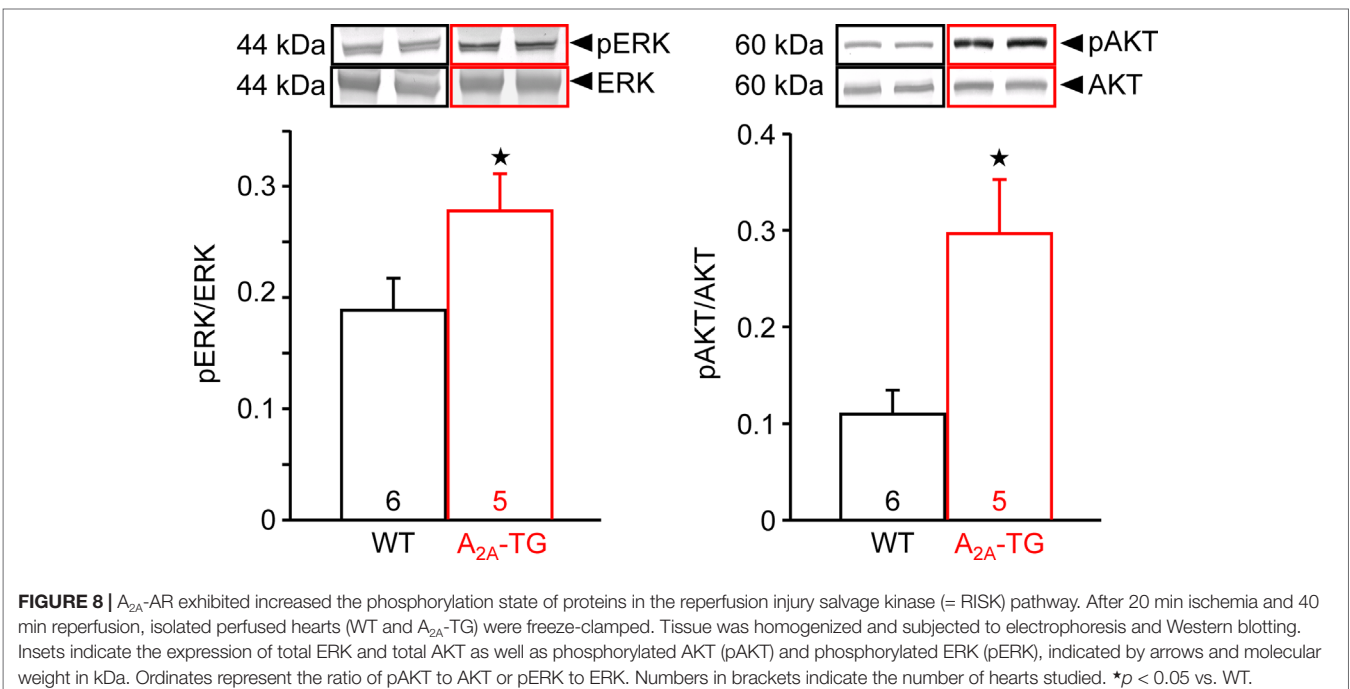 44 kDa ◄pERK
44 kDa ◄ERK
0.3
0.2
0.1
0
pERK/ERK
★
6 5
WT A₂A-TG
60 kDa ◄pAKT
60 kDa ◄AKT
0.4
0.3
0.2
0.1
0
pAKT/AKT
★
6 5
WT A₂A-TG
FIGURE 8 | A₂A-AR exhibited increased the phosphorylation state of proteins in the reperfusion injury salvage kinase (= RISK) pathway. After 20 min ischemia and 40
min reperfusion, isolated perfused hearts (WT and A₂A-TG) were freeze-clamped. Tissue was homogenized and subjected to electrophoresis and Western blotting.
Insets indicate the expression of total ERK and total AKT as well as phosphorylated AKT (pAKT) and phosphorylated ERK (pERK), indicated by arrows and molecular
weight in kDa. Ordinates represent the ratio of pAKT to AKT or pERK to ERK. Numbers in brackets indicate the number of hearts studied. ★p < 0.05 vs. WT.